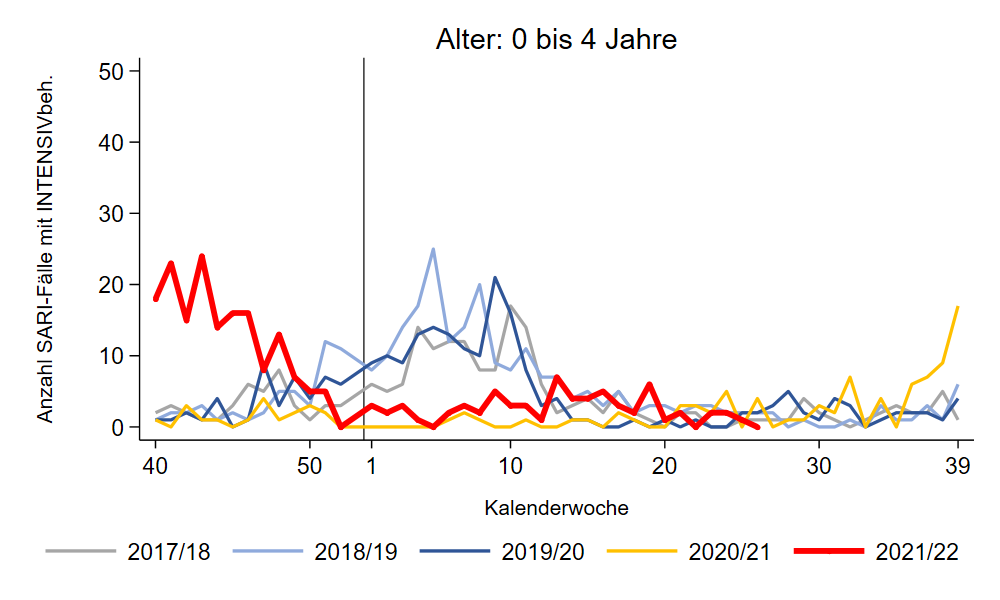 Alter: 0 bis 4 Jahre
Anzahl SARI-Fälle mit INTENSIVbeh.
50
40
30
20
10
0
40 50 1 10 20 30 39
Kalenderwoche
2017/18 2018/19 2019/20 2020/21 2021/22